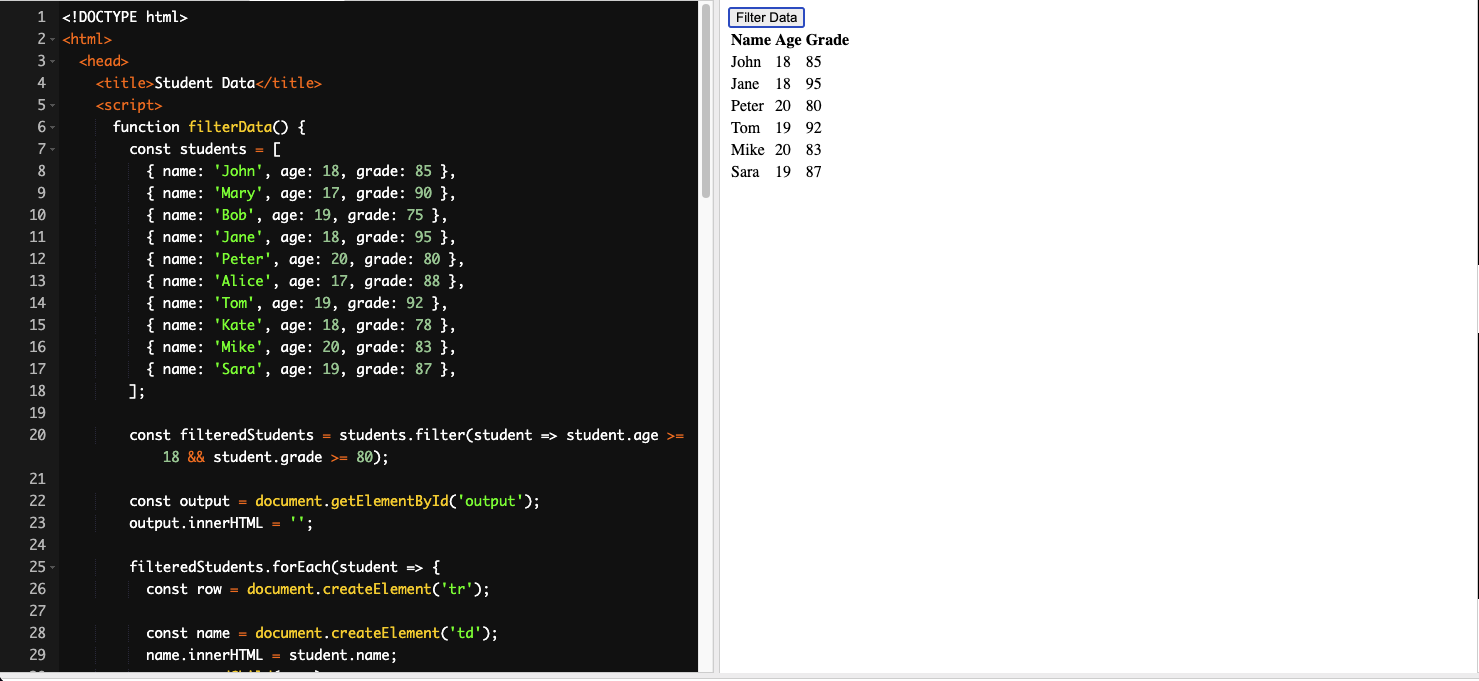 1 <!DOCTYPE html>
2 <html>
3 <head>
4 <title>Student Data</title>
5 <script>
6 function filterData() {
7 const students = [
8 { name: 'John', age: 18, grade: 85 },
9 { name: 'Mary', age: 17, grade: 90 },
10 { name: 'Bob', age: 19, grade: 75 },
11 { name: 'Jane', age: 18, grade: 95 },
12 { name: 'Peter', age: 20, grade: 80 },
13 { name: 'Alice', age: 17, grade: 88 },
14 { name: 'Tom', age: 19, grade: 92 },
15 { name: 'Kate', age: 18, grade: 78 },
16 { name: 'Mike', age: 20, grade: 83 },
17 { name: 'Sara', age: 19, grade: 87 },
18 ];
19
20 const filteredStudents = students.filter(student => student.age >=
18 && student.grade >= 80);
21
22 const output = document.getElementById('output');
23 output.innerHTML = '';
24
25 filteredStudents.forEach(student => {
26 const row = document.createElement('tr');
27
28 const name = document.createElement('td');
29 name.innerHTML = student.name;
Filter Data
Name Age Grade
John 18 85
Jane 18 95
Peter 20 80
Tom 19 92
Mike 20 83
Sara 19 87